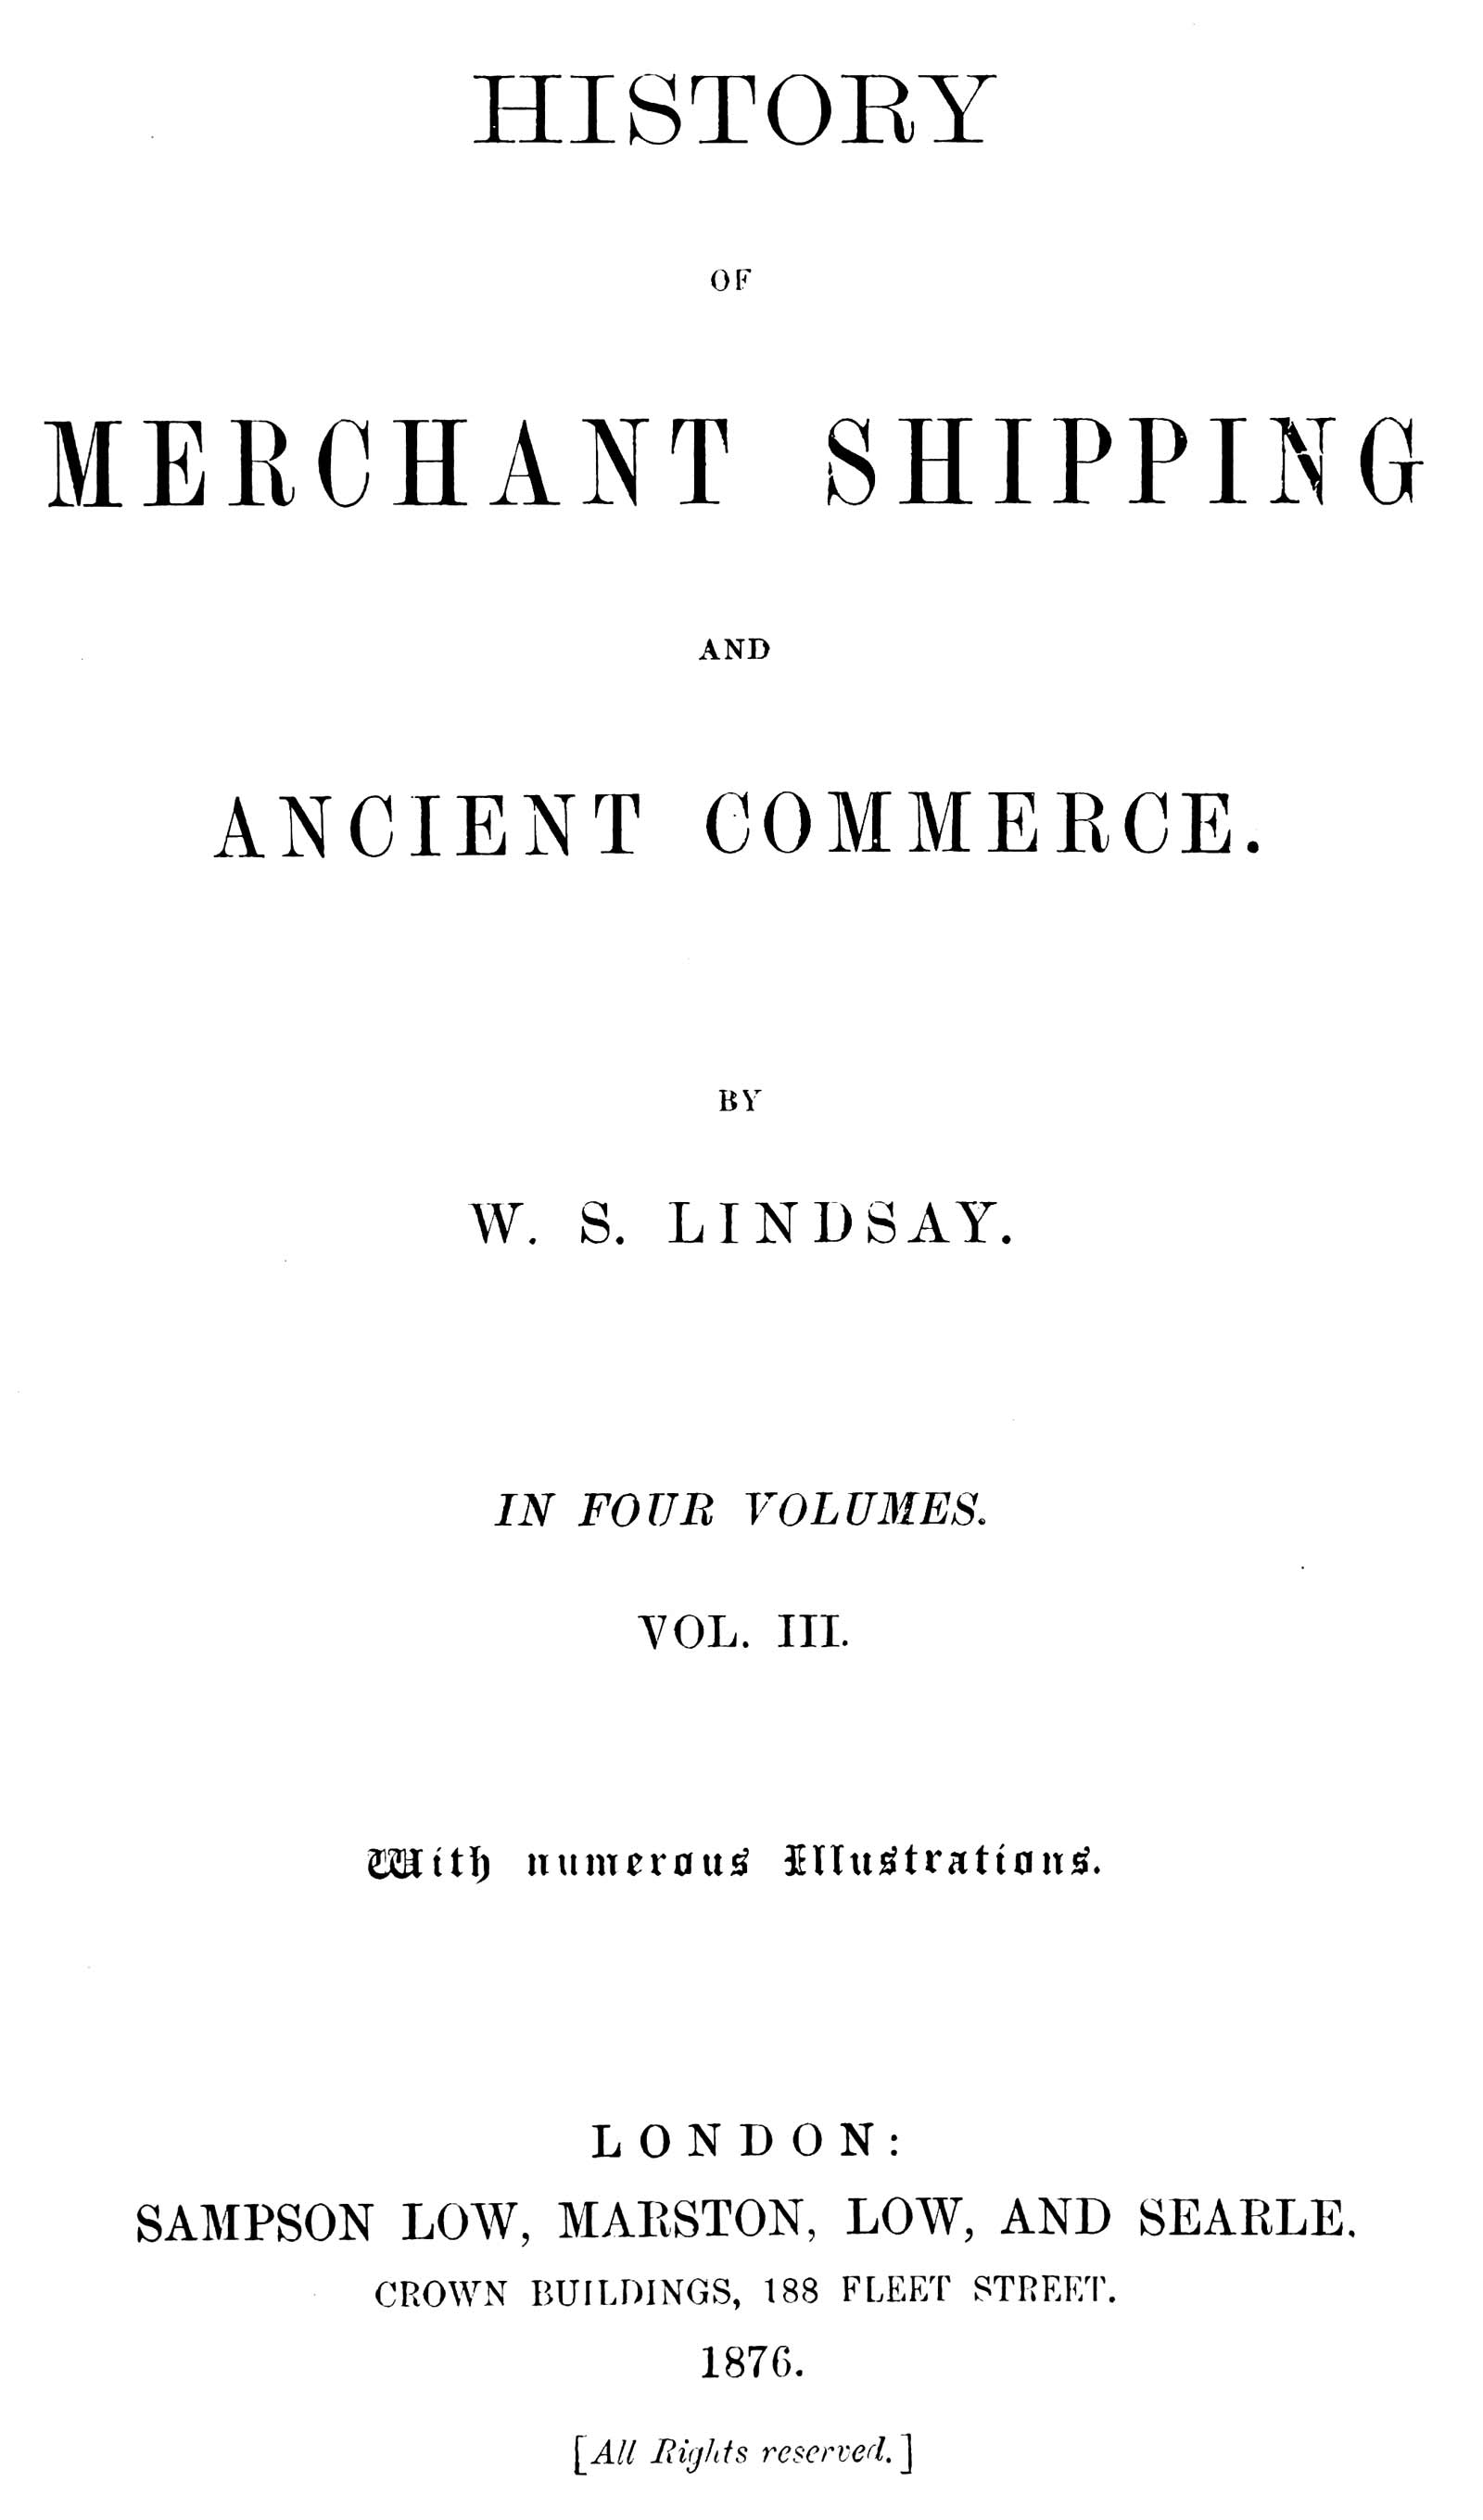 HISTORY
OF
MERCHANT SHIPPING
AND
ANCIENT COMMERCE.
BY
W. S. LINDSAY.
IN FOUR VOLUMES.
VOL. III.
With numerous Illustrations.
LONDON:
SAMPSON LOW, MARSTON, LOW, AND SEARLE,
CROWN BUILDINGS, 188 FLEET STREET.
1876.
[All Rights reserved.]